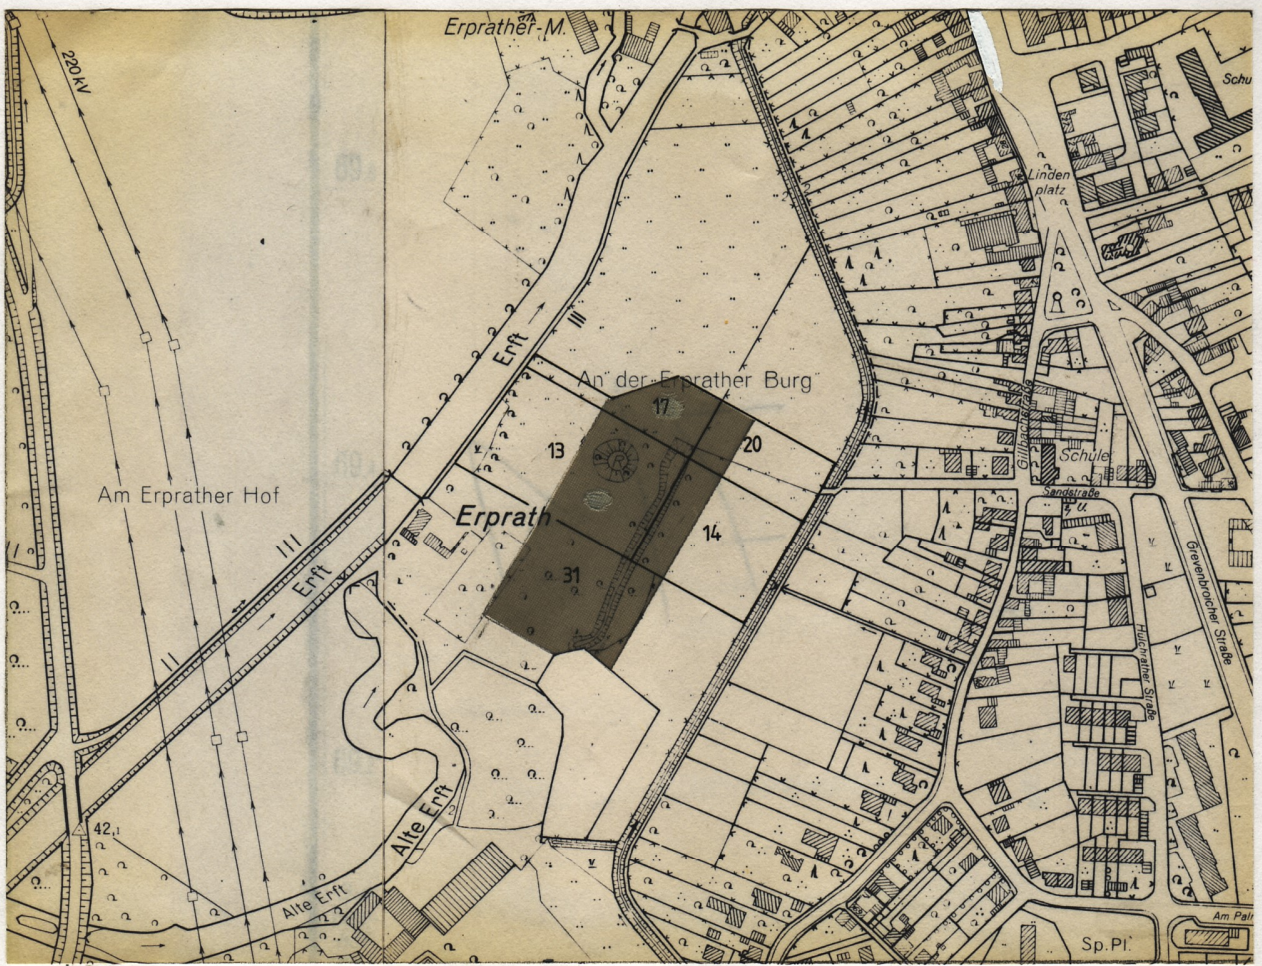 Erprather-M.
220 kV
Schu
Linden
platz
Erft
III
An der Erprather Burg
17
13
20
R
Gillbacher
Schule
Am Erprather Hof
Erprath
Sandstraße
u.
14
III
Erft
31
II
Grevenbroicher Straße
Hülchrather Straße
Alte Erft
42,1
Alte Erft
Am Pal
Sp.Pl.